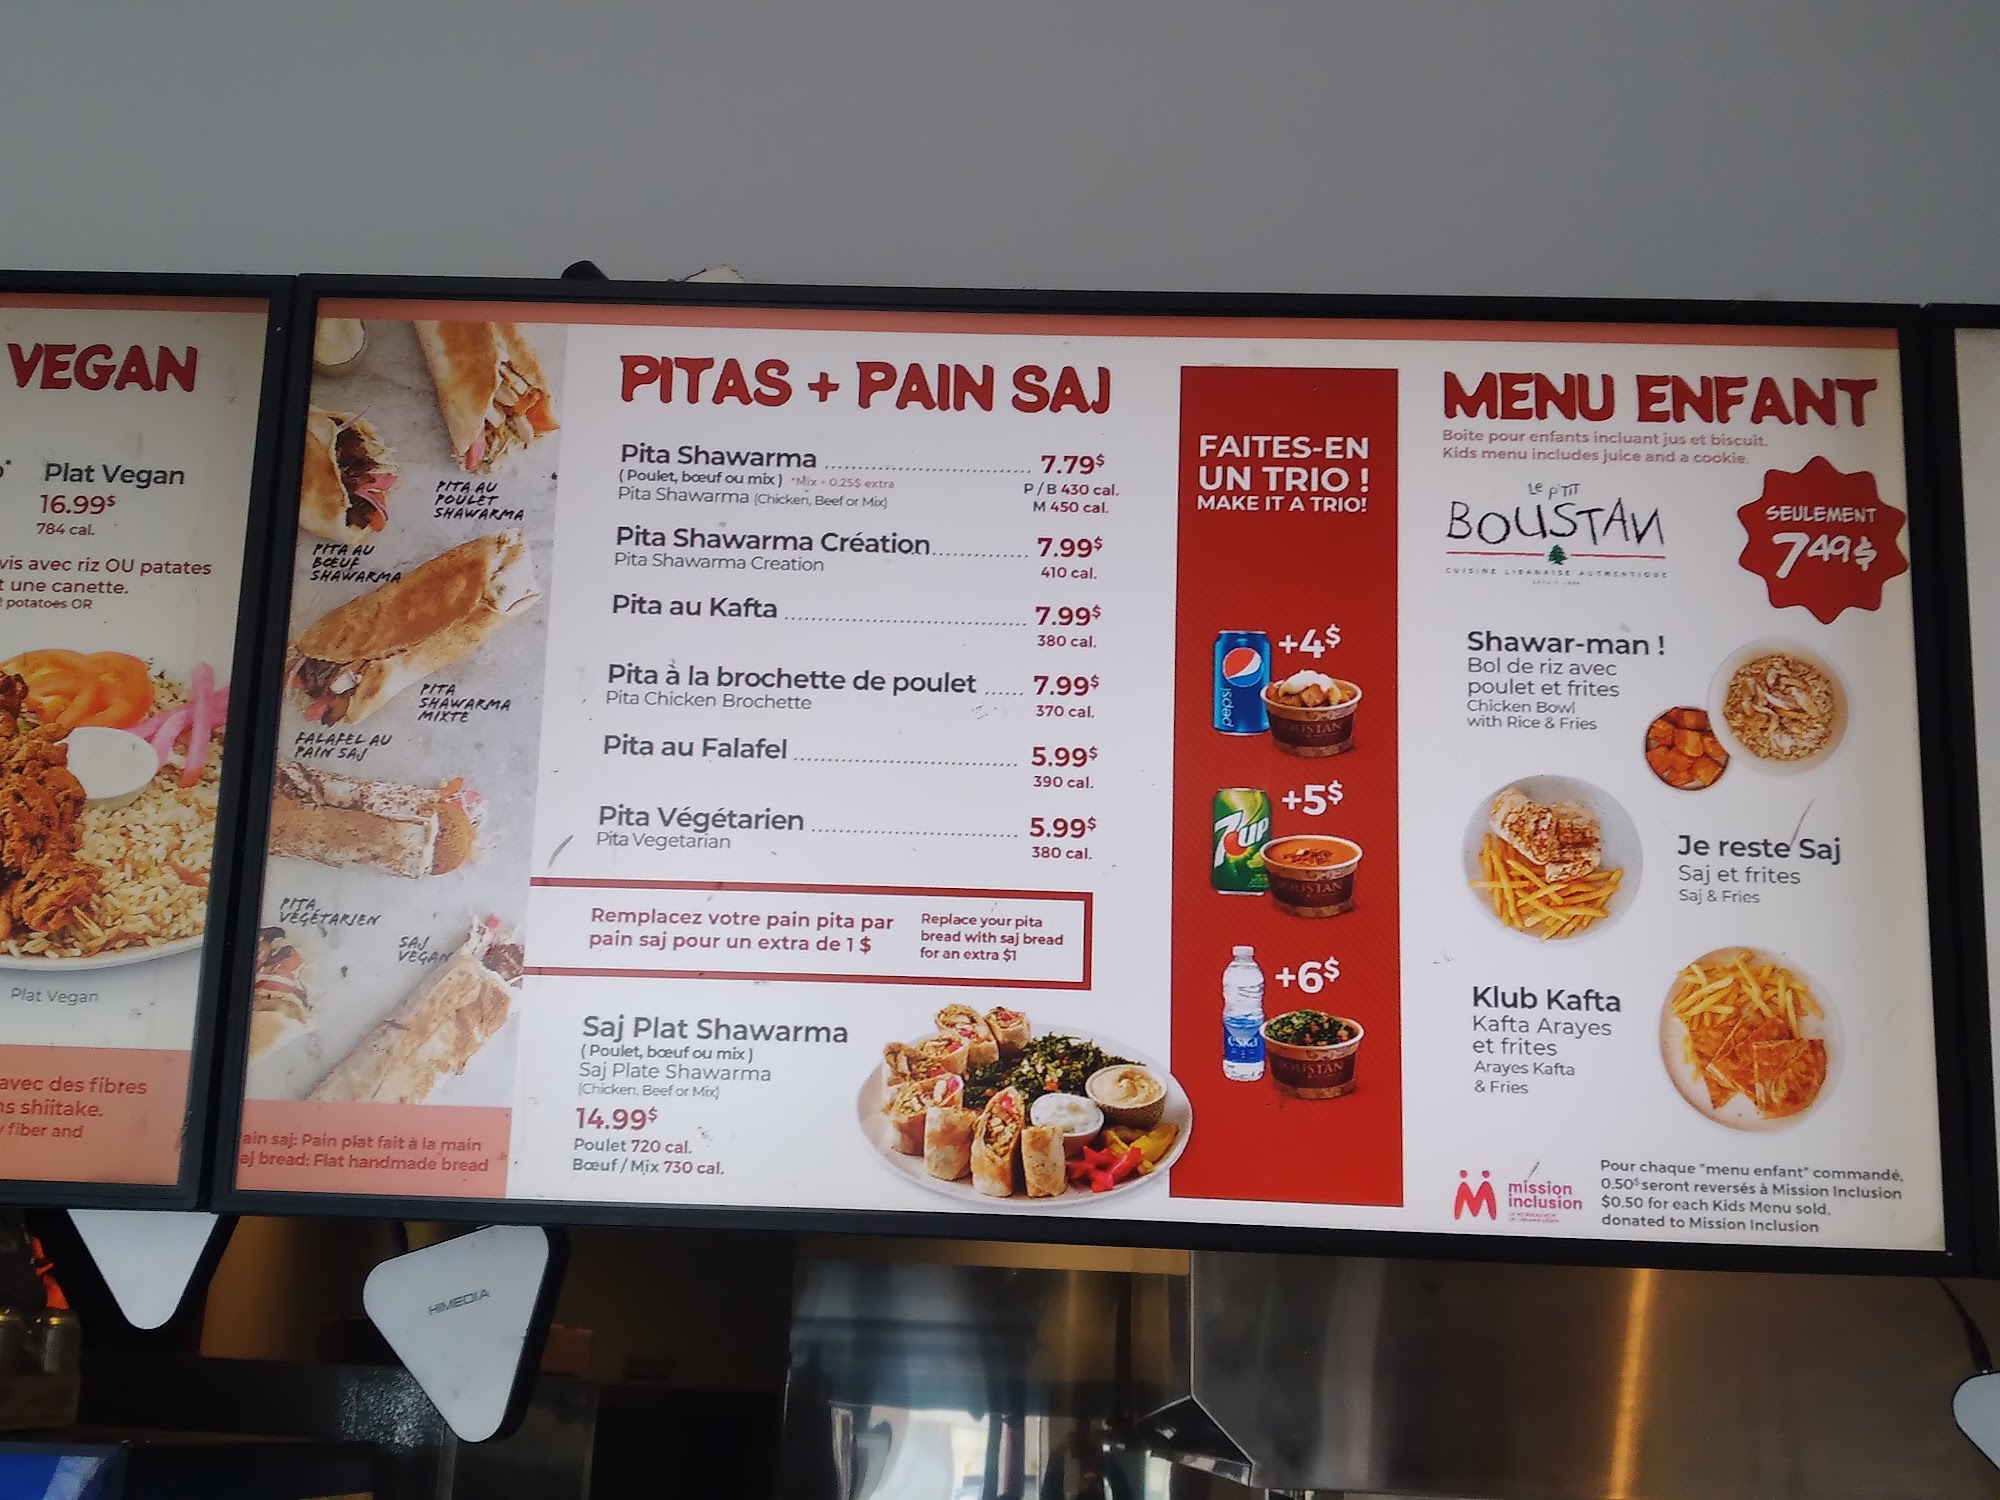 VEGAN
Plat Vegan
16.99$
784 cal.
vis avec riz OU patates
t une canette.
potatoes OR
Plat Vegan
avec des fibres
ns shiitake.
fiber and
PITA AU
POULET
SHAWARMA
PITA AU
BŒUF
SHAWARMA
PITA
SHAWARMA
MIXTE
FALAFEL AU
PAIN SAJ
PITA
VÉGÉTARIEN
SAJ
VEGAN
ain saj: Pain plat fait à la main
aj bread: Flat handmade bread
PITAS + PAIN SAJ
Pita Shawarma 7.79$
(Poulet, bœuf ou mix) *Mix + 0.25$ extra P / B 430 cal.
Pita Shawarma (Chicken, Beef or Mix) M 450 cal.
Pita Shawarma Création 7.99$
Pita Shawarma Creation 410 cal.
Pita au Kafta 7.99$
380 cal.
Pita à la brochette de poulet 7.99$
Pita Chicken Brochette 370 cal.
Pita au Falafel 5.99$
390 cal.
Pita Végétarien 5.99$
Pita Vegetarian 380 cal.
Remplacez votre pain pita par
pain saj pour un extra de 1 $
Replace your pita
bread with saj bread
for an extra $1
Saj Plat Shawarma
(Poulet, bœuf ou mix)
Saj Plate Shawarma
(Chicken, Beef or Mix)
14.99$
Poulet 720 cal.
Bœuf / Mix 730 cal.
FAITES-EN
UN TRIO !
MAKE IT A TRIO!
+4$
pepsi
BOUSTAN
+5$
7UP
BOUSTAN
+6$
eska
BOUSTAN
MENU ENFANT
Boîte pour enfants incluant jus et biscuit.
Kids menu includes juice and a cookie.
Le P'TIT
BOUSTAN
CUISINE LIBANAISE AUTHENTIQUE
SEULEMENT
7.49$
Shawar-man !
Bol de riz avec
poulet et frites
Chicken Bowl
with Rice & Fries
Je reste Saj
Saj et frites
Saj & Fries
Klub Kafta
Kafta Arayes
et frites
Arayes Kafta
& Fries
mission
inclusion
Pour chaque "menu enfant" commandé,
0.50$ seront reversés à Mission Inclusion
$0.50 for each Kids Menu sold.
donated to Mission Inclusion
HIMEDIA